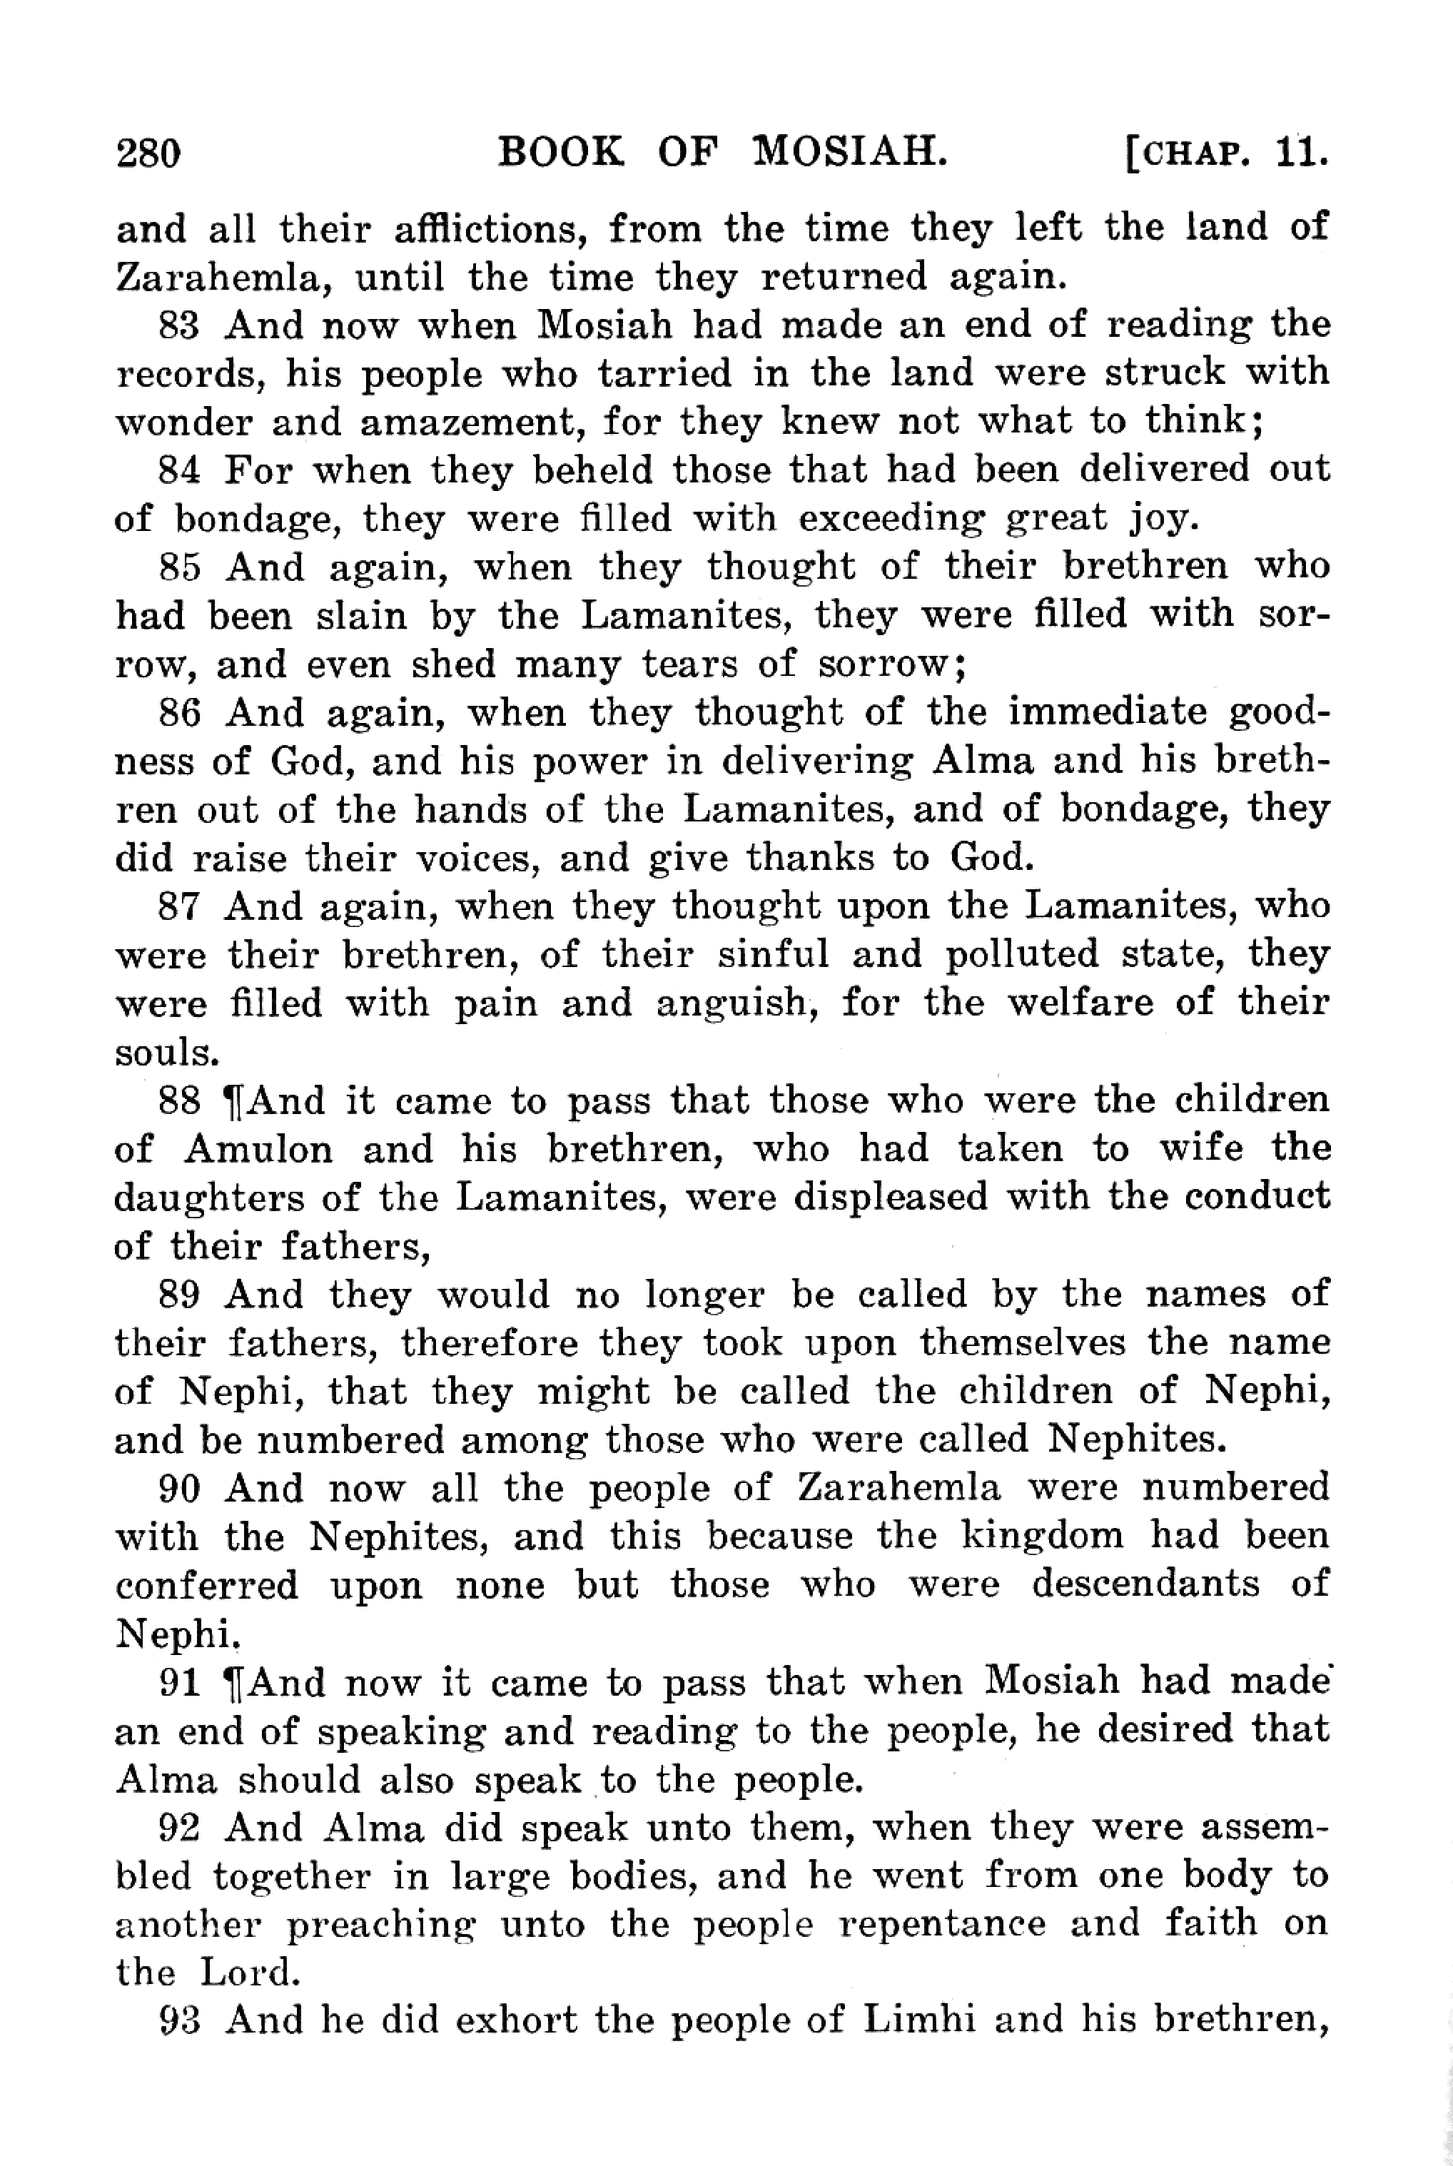 280 BOOK OF MOSIAH. [CHAP. 11.
and all their afflictions, from the time they left the land of
Zarahemla, until the time they returned again.
83 And now when Mosiah had made an end of reading the
records, his people who tarried in the land were struck with
wonder and amazement, for they knew not what to think;
84 For when they beheld those that had been delivered out
of bondage, they were filled with exceeding great joy.
85 And again, when they thought of their brethren who
had been slain by the Lamanites, they were filled with sor-
row, and even shed many tears of sorrow;
86 And again, when they thought of the immediate good-
ness of God, and his power in delivering Alma and his breth-
ren out of the hands of the Lamanites, and of bondage, they
did raise their voices, and give thanks to God.
87 And again, when they thought upon the Lamanites, who
were their brethren, of their sinful and polluted state, they
were filled with pain and anguish, for the welfare of their
souls.
88 ¶And it came to pass that those who were the children
of Amulon and his brethren, who had taken to wife the
daughters of the Lamanites, were displeased with the conduct
of their fathers,
89 And they would no longer be called by the names of
their fathers, therefore they took upon themselves the name
of Nephi, that they might be called the children of Nephi,
and be numbered among those who were called Nephites.
90 And now all the people of Zarahemla were numbered
with the Nephites, and this because the kingdom had been
conferred upon none but those who were descendants of
Nephi.
91 ¶And now it came to pass that when Mosiah had made
an end of speaking and reading to the people, he desired that
Alma should also speak to the people.
92 And Alma did speak unto them, when they were assem-
bled together in large bodies, and he went from one body to
another preaching unto the people repentance and faith on
the Lord.
93 And he did exhort the people of Limhi and his brethren,